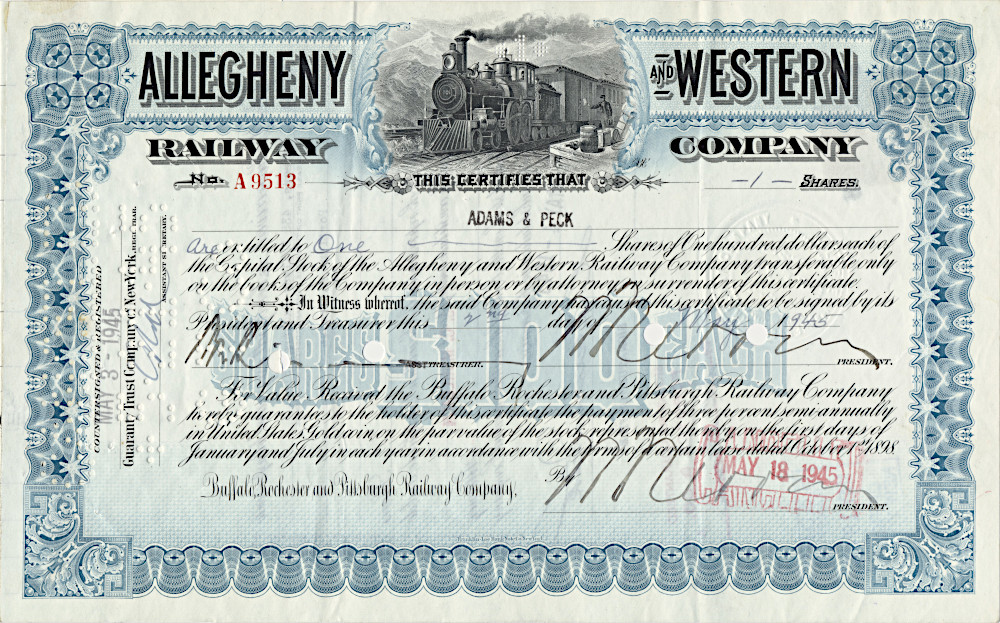 ALLEGHENY AND WESTERN
RAILWAY COMPANY
No. A 9513 THIS CERTIFIES THAT -1- SHARES.
ADAMS & PECK
are entitled to One Shares of One hundred dollars each of
the Capital Stock of the Allegheny and Western Railway Company transferable only
on the books of the Company in person or by attorney on surrender of this certificate.
In Witness whereof, the said Company has caused this certificate to be signed by its
President and Treasurer this 2nd day of May 1945
ASST. TREASURER. PRESIDENT.
For Value Received the Buffalo Rochester and Pittsburgh Railway Company
hereby guarantees to the holder of this certificate the payment of three percent semi-annually
in United States Gold coin, on the par value of the stock represented thereby on the first days of
January and July in each year in accordance with the terms of a certain lease dated October 1st 1898.
Buffalo, Rochester and Pittsburgh Railway Company,
By
PRESIDENT.
MAY 18 1945
COUNTERSIGNED & REGISTERED
MAY 3 - 1945
Guaranty Trust Company of New York, REGISTRAR.
ASSISTANT SECRETARY.